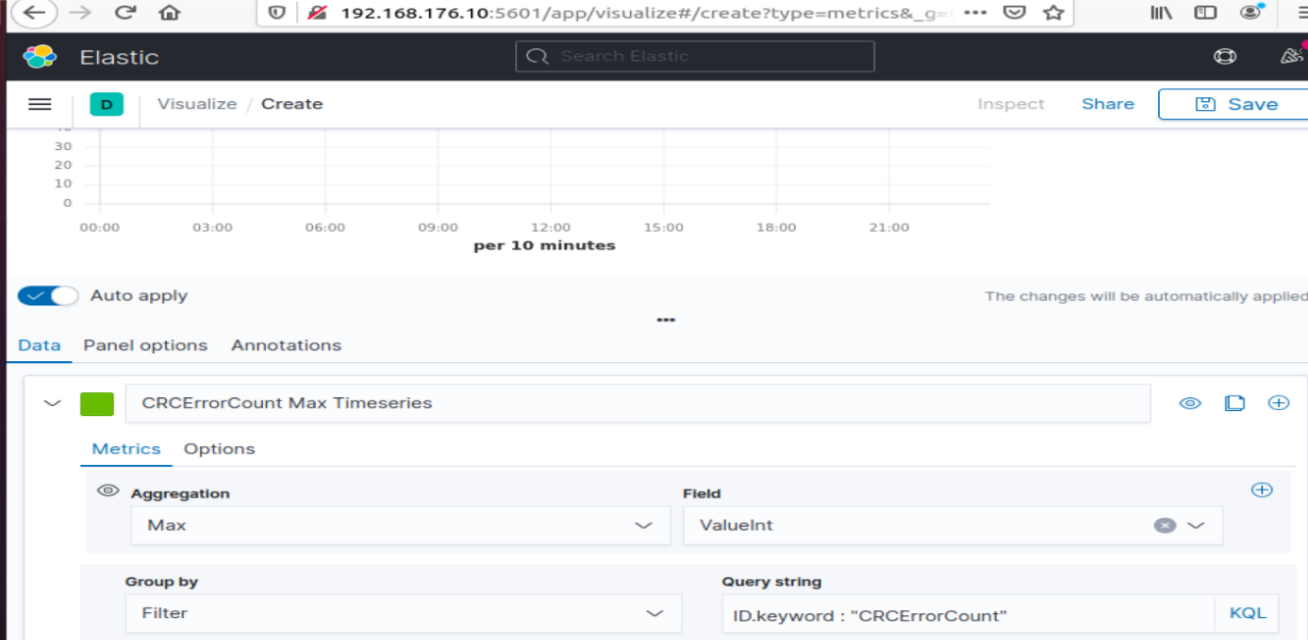 192.168.176.10:5601/app/visualize#/create?type=metrics&_g=
Elastic
Search Elastic
D
Visualize / Create
Inspect
Share
Save
30
20
10
0
00:00 03:00 06:00 09:00 12:00 15:00 18:00 21:00
per 10 minutes
Auto apply
The changes will be automatically applied
Data Panel options Annotations
CRCErrorCount Max Timeseries
Metrics Options
Aggregation Field
Max ValueInt
Group by Query string
Filter ID.keyword : "CRCErrorCount" KQL